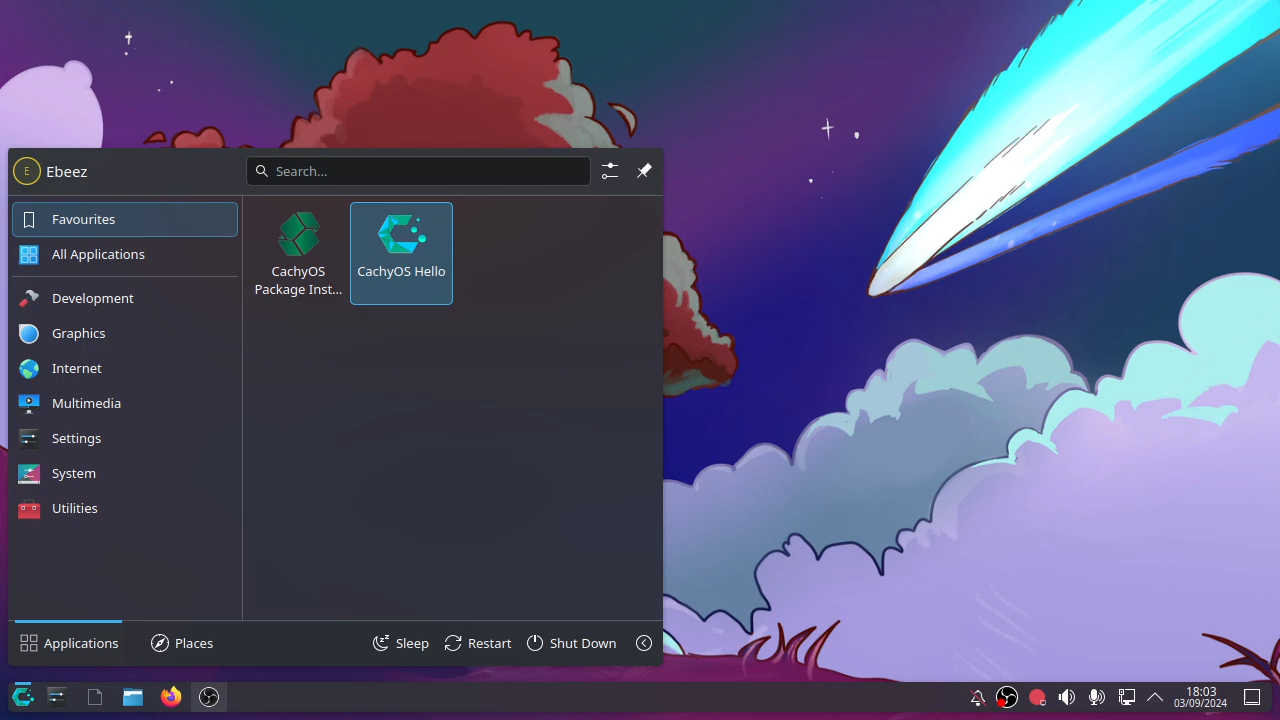 E
Ebeez
Search...
Favourites
All Applications
Development
Graphics
Internet
Multimedia
Settings
System
Utilities
CachyOS
Package Inst...
CachyOS Hello
Applications
Places
Sleep
Restart
Shut Down
18:03
03/09/2024